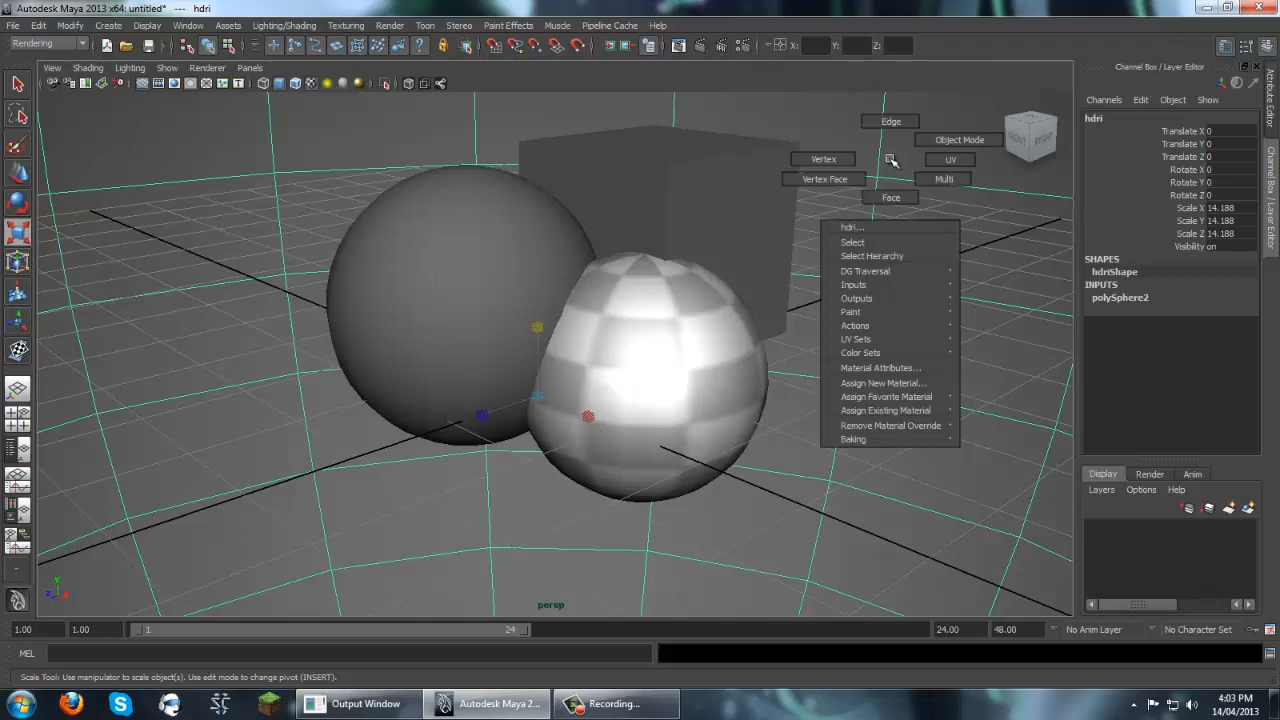 Autodesk Maya 2013 x64: untitled* --- hdri
File Edit Modify Create Display Window Assets Lighting/Shading Texturing Render Toon Stereo Paint Effects Muscle Pipeline Cache Help
Rendering X: Y: Z:
View Shading Lighting Show Renderer Panels
Channel Box / Layer Editor
Channels Edit Object Show
hdri
Translate X 0
Translate Y 0
Translate Z 0
Rotate X 0
Rotate Y 0
Rotate Z 0
Scale X 14.188
Scale Y 14.188
Scale Z 14.188
Visibility on
SHAPES
hdriShape
INPUTS
polySphere2
Attribute Editor
Channel Box / Layer Editor
Edge
Object Mode
Vertex
UV
Vertex Face
Multi
Face
FRONT
RIGHT
hdri...
Select
Select Hierarchy
DG Traversal
Inputs
Outputs
Paint
Actions
UV Sets
Color Sets
Material Attributes...
Assign New Material...
Assign Favorite Material
Assign Existing Material
Remove Material Override
Baking
Display Render Anim
Layers Options Help
y
z x
persp
1.00 1.00 1 24 24.00 48.00 No Anim Layer No Character Set
MEL
Scale Tool: Use manipulator to scale object(s). Use edit mode to change pivot (INSERT).
Output Window
Autodesk Maya 2...
Recording...
4:03 PM
14/04/2013